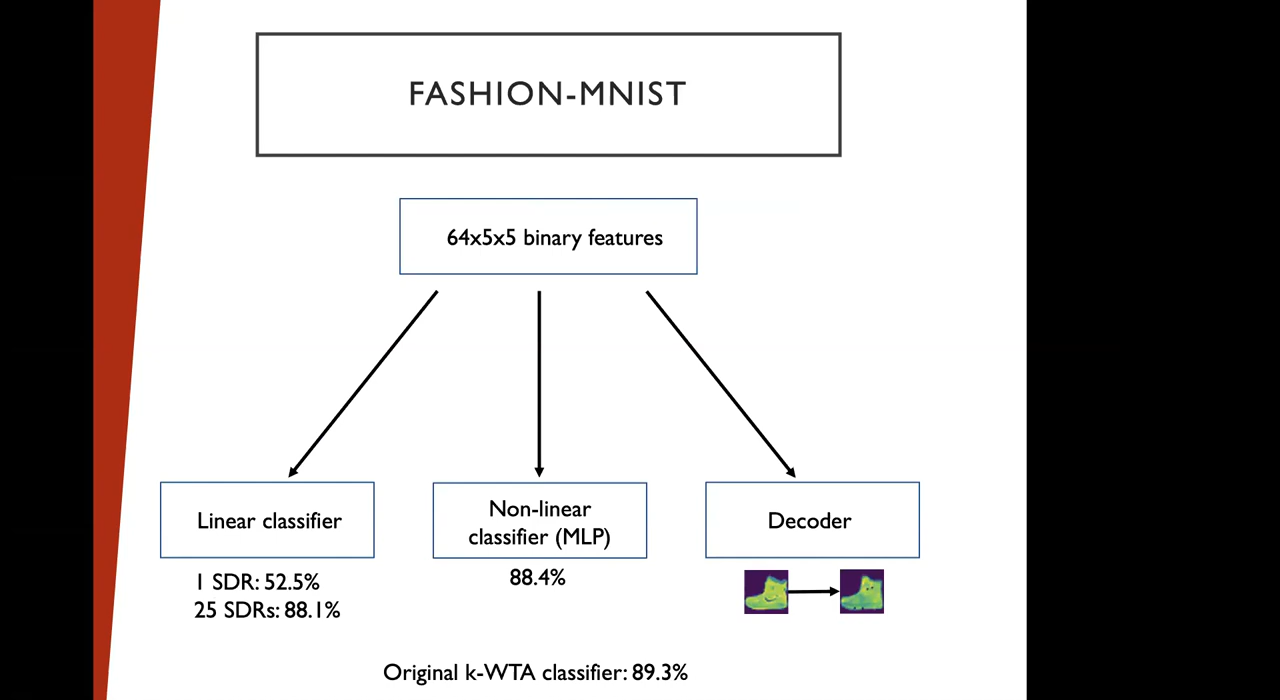 FASHION-MNIST
64x5x5 binary features
Linear classifier
1 SDR: 52.5%
25 SDRs: 88.1%
Non-linear
classifier (MLP)
88.4%
Decoder
Original k-WTA classifier: 89.3%